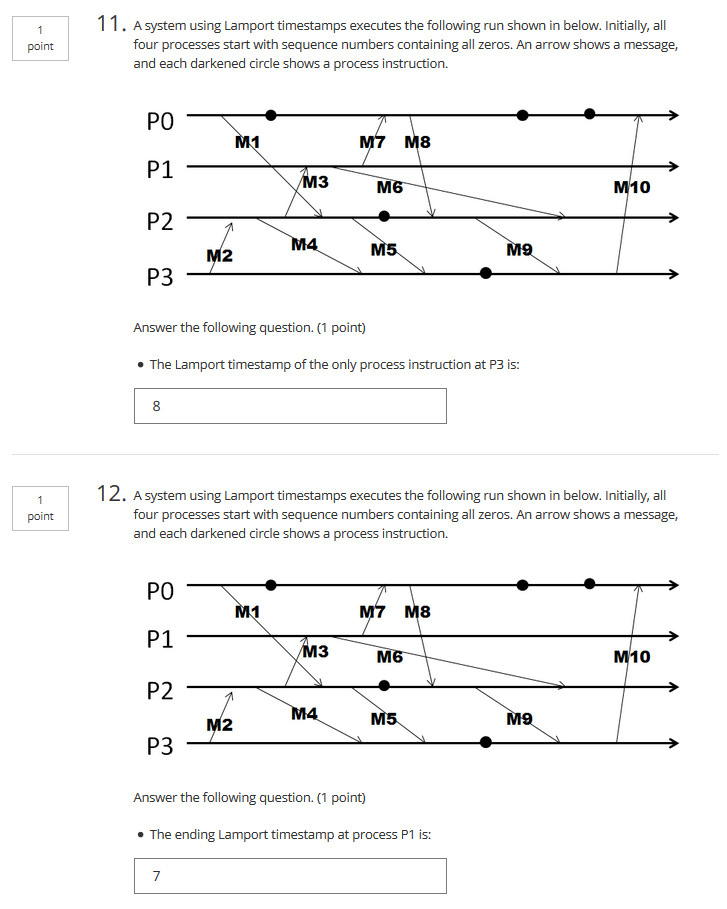 1
point
11. A system using Lamport timestamps executes the following run shown in below. Initially, all
four processes start with sequence numbers containing all zeros. An arrow shows a message,
and each darkened circle shows a process instruction.
P0
M1 M7 M8
P1
M3 M6 M10
P2
M2 M4 M5 M9
P3
Answer the following question. (1 point)
• The Lamport timestamp of the only process instruction at P3 is:
8
1
point
12. A system using Lamport timestamps executes the following run shown in below. Initially, all
four processes start with sequence numbers containing all zeros. An arrow shows a message,
and each darkened circle shows a process instruction.
P0
M1 M7 M8
P1
M3 M6 M10
P2
M2 M4 M5 M9
P3
Answer the following question. (1 point)
• The ending Lamport timestamp at process P1 is:
7